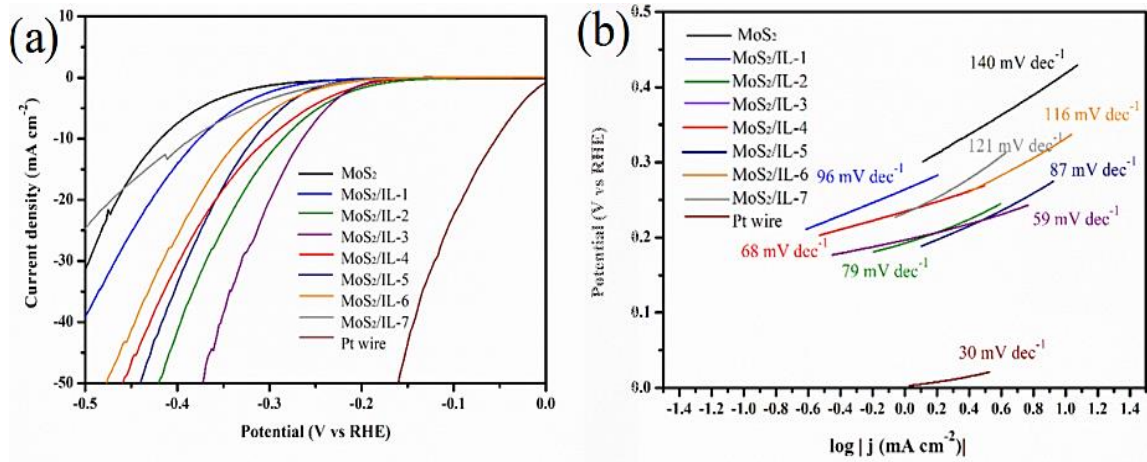 (a)
10
0
-10
-20
-30
-40
-50
Current density (mA cm⁻²)
MoS₂
MoS₂/IL-1
MoS₂/IL-2
MoS₂/IL-3
MoS₂/IL-4
MoS₂/IL-5
MoS₂/IL-6
MoS₂/IL-7
Pt wire
-0.5 -0.4 -0.3 -0.2 -0.1 0.0
Potential (V vs RHE)
(b)
0.5
0.4
0.3
0.2
0.1
0.0
Potential (V vs RHE)
MoS₂
MoS₂/IL-1
MoS₂/IL-2
MoS₂/IL-3
MoS₂/IL-4
MoS₂/IL-5
MoS₂/IL-6
MoS₂/IL-7
Pt wire
140 mV dec⁻¹
116 mV dec⁻¹
121 mV dec⁻¹
96 mV dec⁻¹
87 mV dec⁻¹
59 mV dec⁻¹
68 mV dec⁻¹
79 mV dec⁻¹
30 mV dec⁻¹
-1.4 -1.0 -0.6 -0.2 0.2 0.6 1.0 1.4
-1.2 -0.8 -0.4 0.0 0.4 0.8 1.2
log | j (mA cm⁻²)|